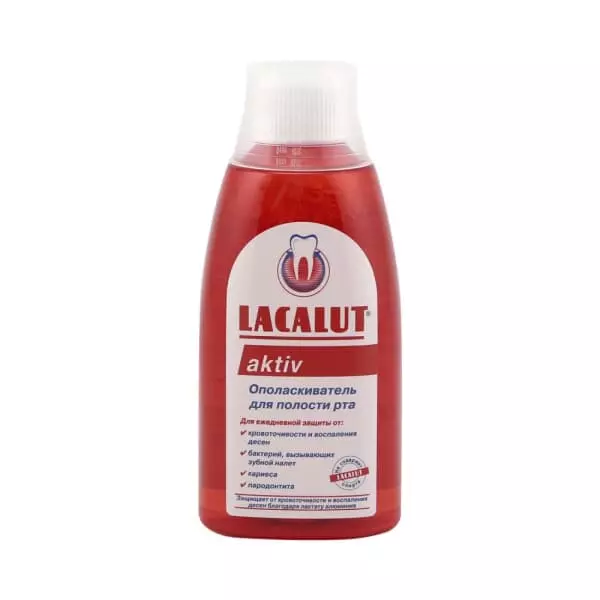 LACALUT®
aktiv
Ополаскиватель
для полости рта
Для ежедневной защиты от:
кровоточивости и воспаления
десен
бактерий, вызывающих
зубной налет
кариеса
пародонтита
LACALUT
Защищает от кровоточивости и воспаления
десен благодаря лактату алюминия